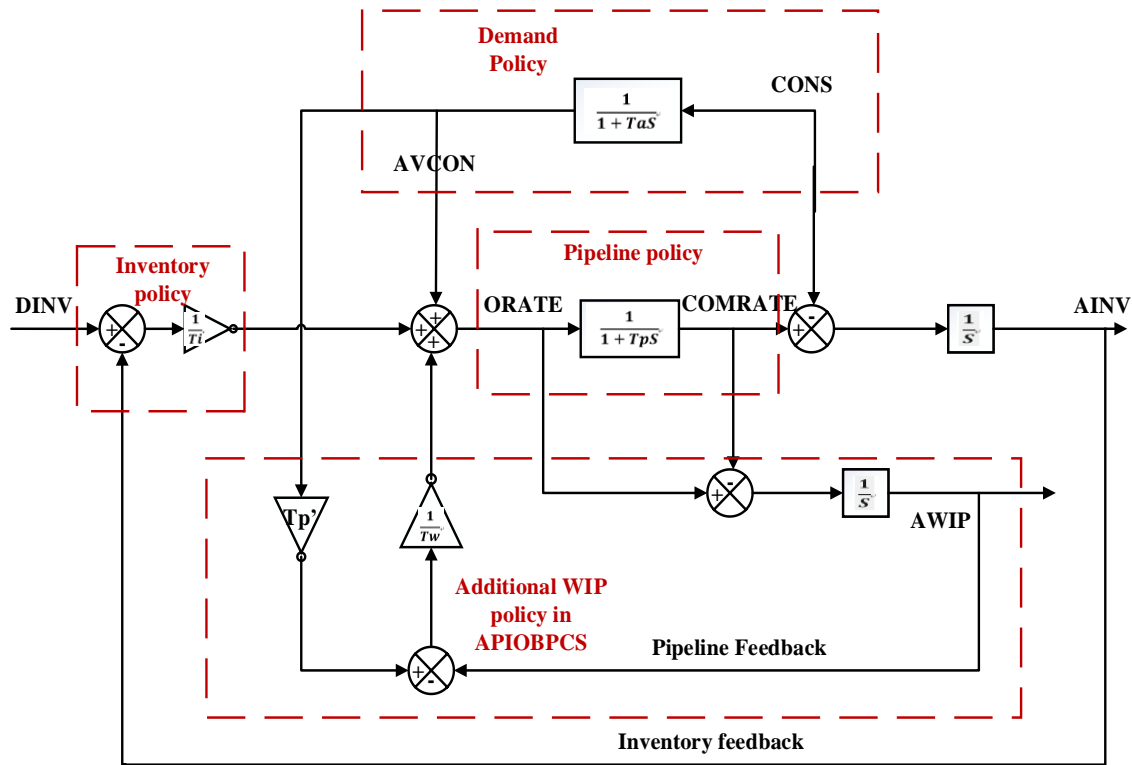 Demand
Policy
CONS
1
1 + TaS
AVCON
Inventory
policy
Pipeline policy
DINV
ORATE
COMRATE
AINV
+
-
1
Ti
+
+
+
1
1 + TpS
-
+
1
S
Tp’
1
Tw
-
+
1
S
AWIP
Additional WIP
policy in
APIOBPCS
Pipeline Feedback
+
-
Inventory feedback